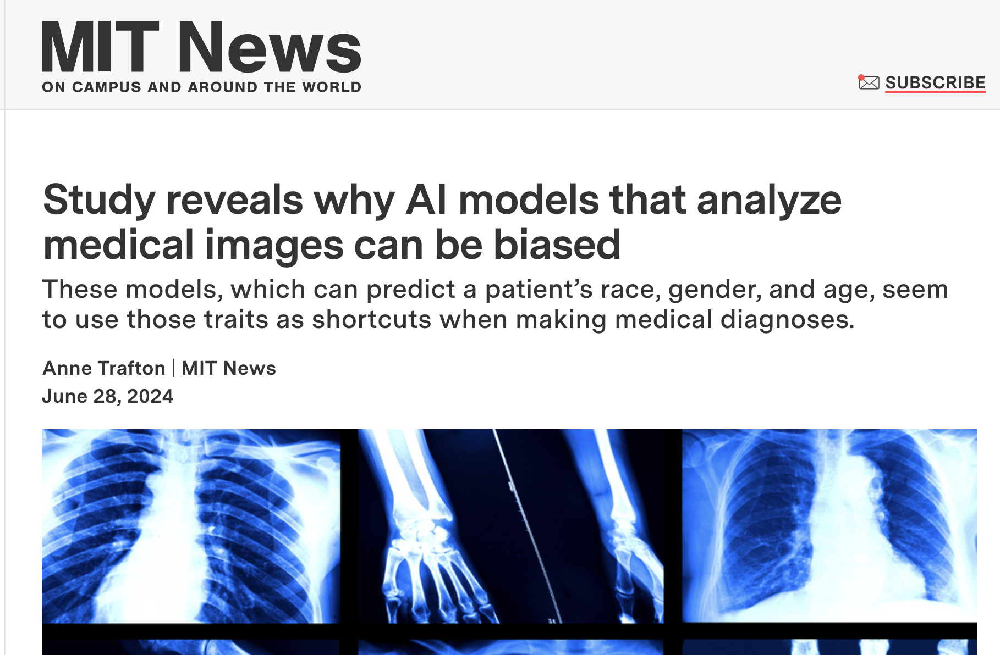 MIT News
ON CAMPUS AND AROUND THE WORLD
SUBSCRIBE
Study reveals why AI models that analyze
medical images can be biased
These models, which can predict a patient’s race, gender, and age, seem
to use those traits as shortcuts when making medical diagnoses.
Anne Trafton | MIT News
June 28, 2024